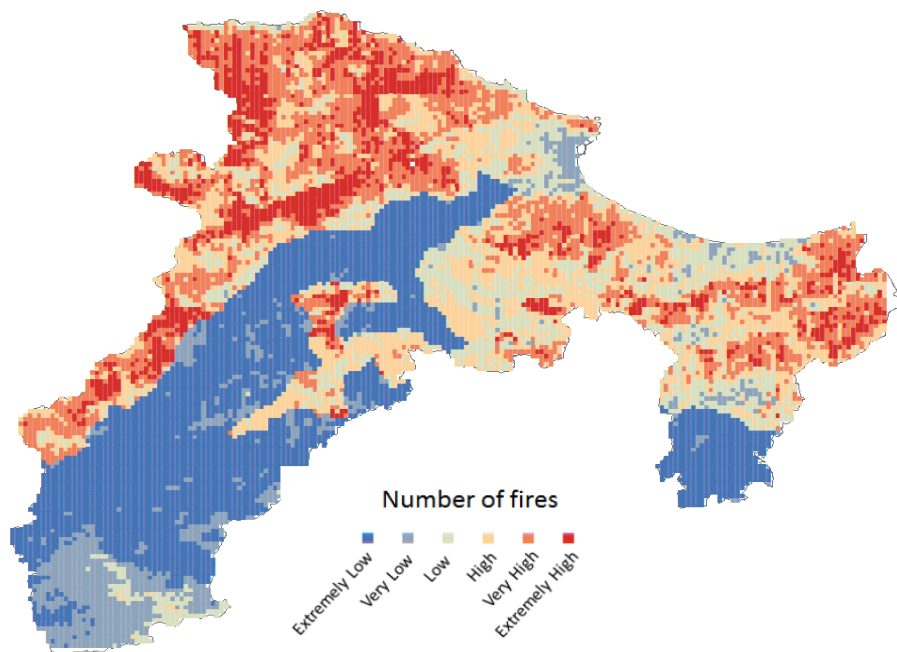 Number of fires
Extremely Low
Very Low
Low
High
Very High
Extremely High